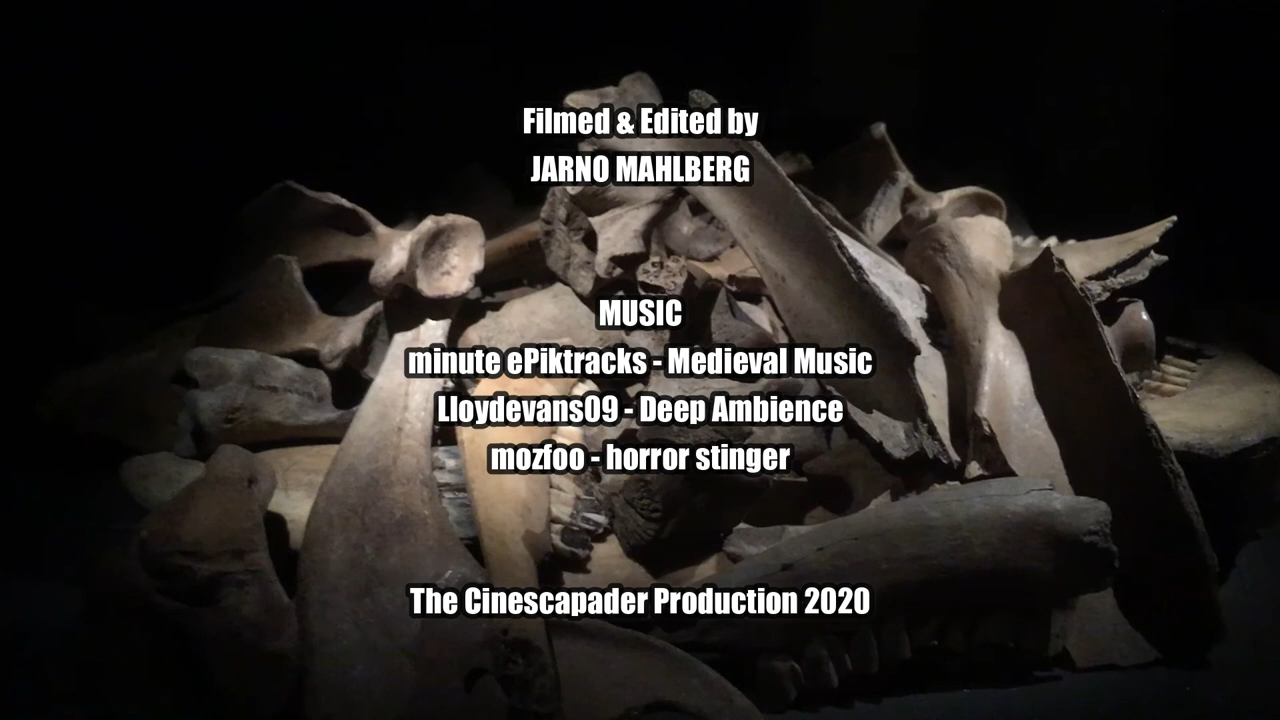 Filmed & Edited by
JARNO MAHLBERG
MUSIC
minute ePiktracks - Medieval Music
Lloydevans09 - Deep Ambience
mozfoo - horror stinger
The Cinescapader Production 2020